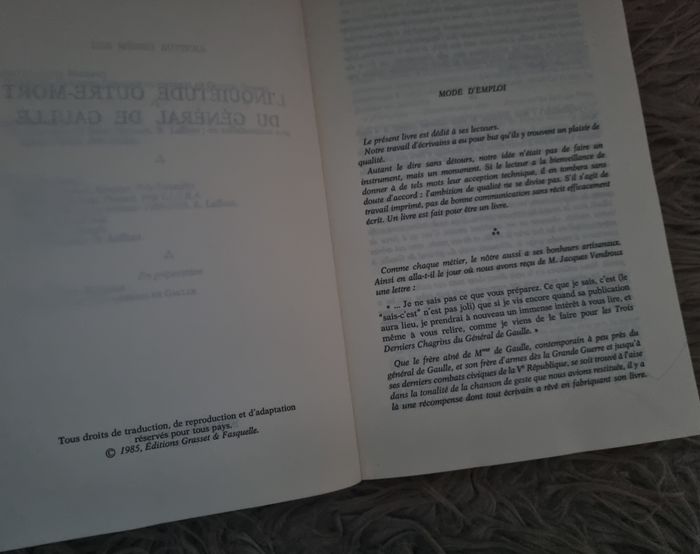 Tous droits de traduction, de reproduction et d'adaptation
réservés pour tous pays.
© 1985, Éditions Grasset & Fasquelle.
MODE D'EMPLOI
Le présent livre est dédié à ses lecteurs.
Notre travail d'écrivains a eu pour but qu'ils y trouvent un plaisir de
qualité.
Autant le dire sans détours, notre idée n'était pas de faire un
instrument, mais un monument. Si le lecteur a la bienveillance de
donner à de tels mots leur acception technique, il en tombera sans
doute d'accord : l'ambition de qualité ne se divise pas. S'il s'agit de
travail imprimé, pas de bonne communication sans récit efficacement
écrit. Un livre est fait pour être un livre.
Comme chaque métier, le nôtre aussi a ses bonheurs artisanaux.
Ainsi en alla-t-il le jour où nous avons reçu de M. Jacques Vendroux
une lettre :
« ... Je ne sais pas ce que vous préparez. Ce que je sais, c'est (le
"sais-c'est" n'est pas joli) que si je vis encore quand sa publication
aura lieu, je prendrai à nouveau un immense intérêt à vous lire, et
même à vous relire, comme je viens de le faire pour les Trois
Derniers Chagrins du Général de Gaulle. »
Que le frère aîné de Mme de Gaulle, contemporain à peu près du
général de Gaulle, et son frère d'armes dès la Grande Guerre et jusqu'à
ses derniers combats civiques de la Ve République, se soit trouvé à l'aise
dans la tonalité de la chanson de geste que nous avions restituée, il y a
là une récompense dont tout écrivain a rêvé en fabriquant son livre.